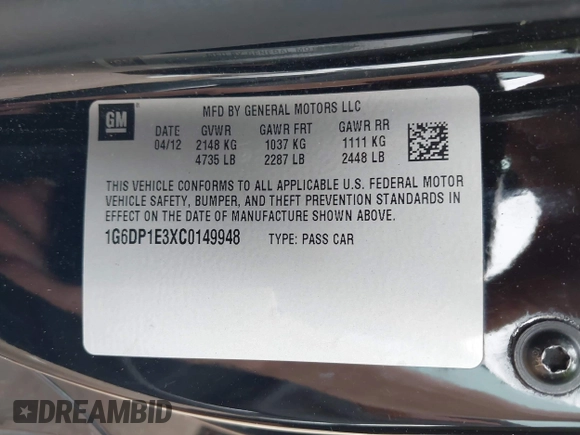 GM
MFD BY GENERAL MOTORS LLC
DATE GVWR GAWR FRT GAWR RR
04/12 2148 KG 1037 KG 1111 KG
4735 LB 2287 LB 2448 LB
THIS VEHICLE CONFORMS TO ALL APPLICABLE U.S. FEDERAL MOTOR
VEHICLE SAFETY, BUMPER, AND THEFT PREVENTION STANDARDS IN
EFFECT ON THE DATE OF MANUFACTURE SHOWN ABOVE.
1G6DP1E3XC0149948 TYPE: PASS CAR
DREAMBID